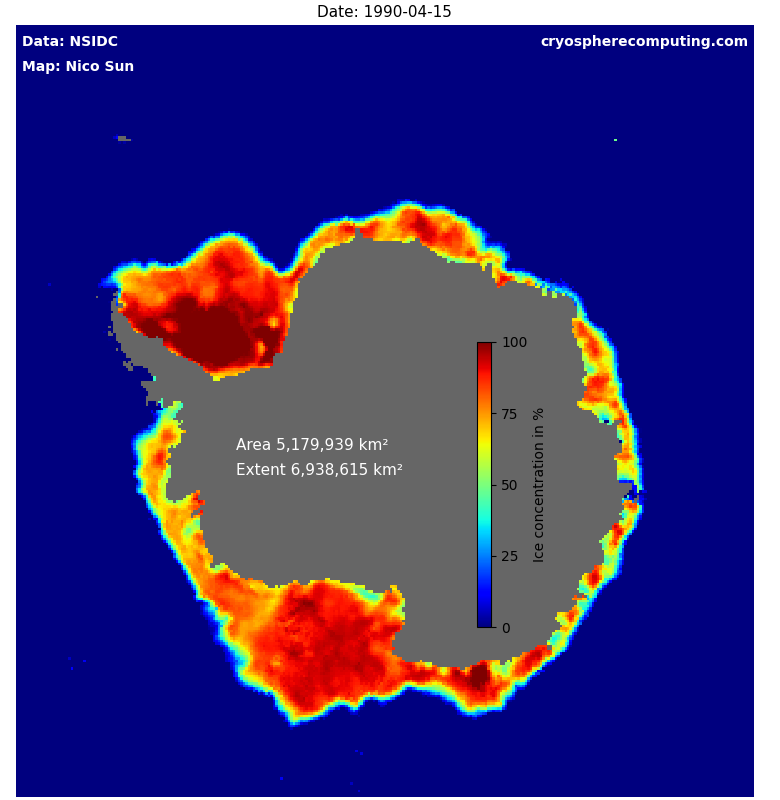 Date: 1990-04-15
Data: NSIDC
cryospherecomputing.com
Map: Nico Sun
100
75
50
25
0
Ice concentration in %
Area 5,179,939 km²
Extent 6,938,615 km²